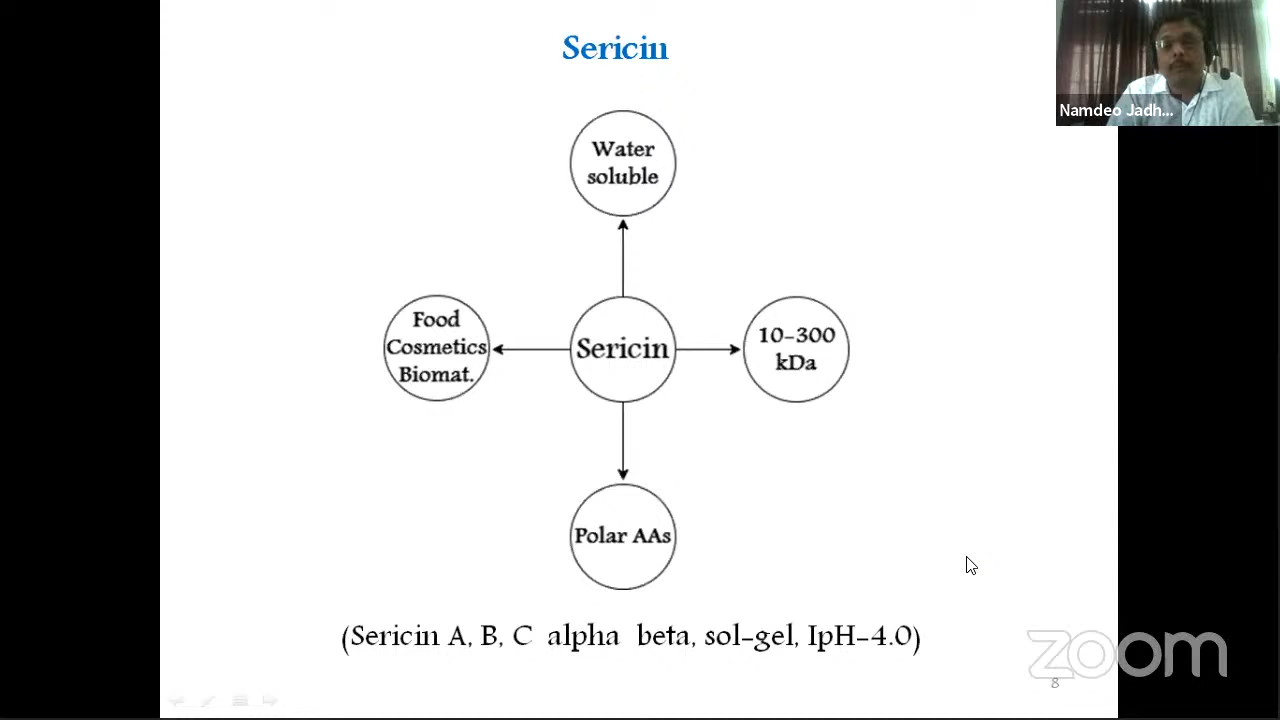 Sericin
Namdeo Jadh...
Water
soluble
Food
Cosmetics
Biomat.
Sericin
10-300
kDa
Polar AAs
(Sericin A, B, C alpha beta, sol-gel, IpH-4.0)
zoom
8